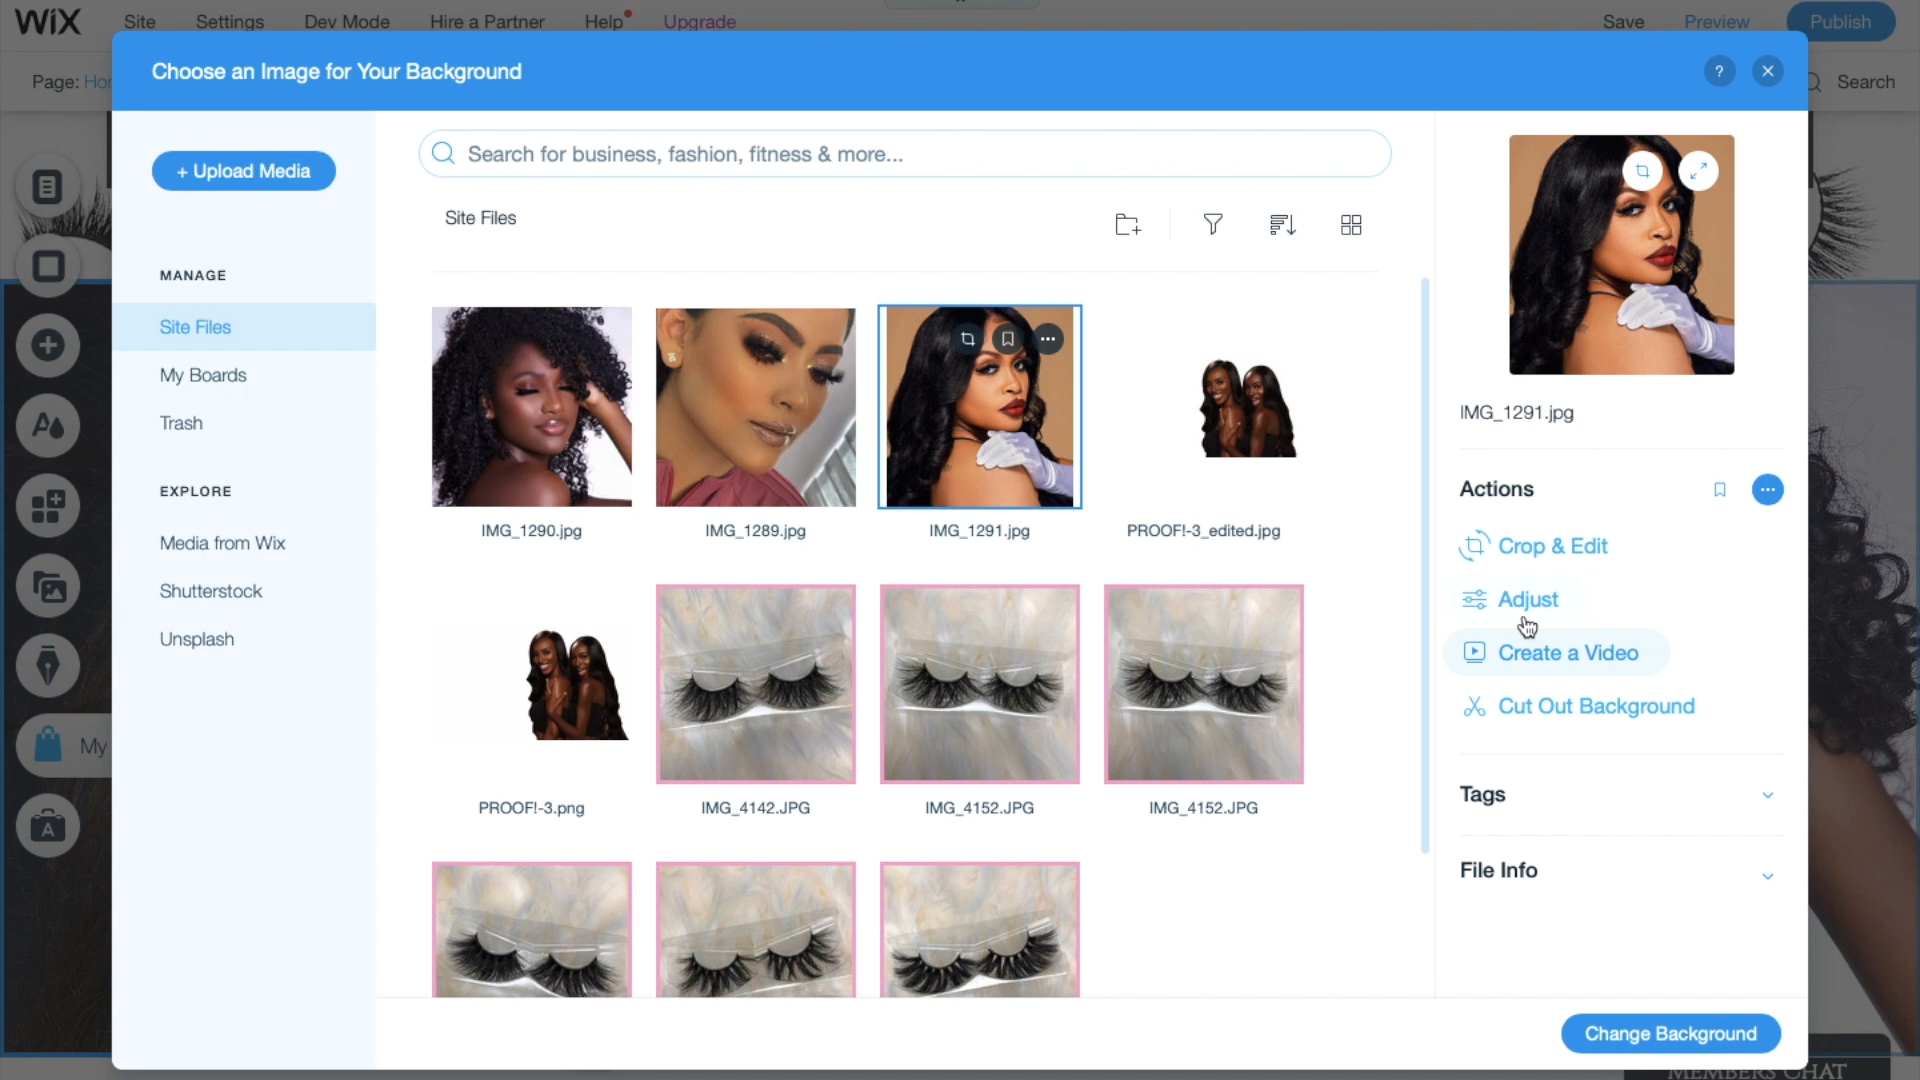 WiX Site Settings Dev Mode Hire a Partner Help Upgrade Save Preview Publish
Page: Search
Choose an Image for Your Background ? ×
+ Upload Media
Search for business, fashion, fitness & more...
Site Files
MANAGE
Site Files
My Boards
Trash
EXPLORE
Media from Wix
Shutterstock
Unsplash
My
A
IMG_1290.jpg IMG_1289.jpg IMG_1291.jpg PROOF!-3_edited.jpg
PROOF!-3.png IMG_4142.JPG IMG_4152.JPG IMG_4152.JPG
IMG_1291.jpg
Actions
Crop & Edit
Adjust
Create a Video
Cut Out Background
Tags
File Info
Change Background
MEMBERS CHAT